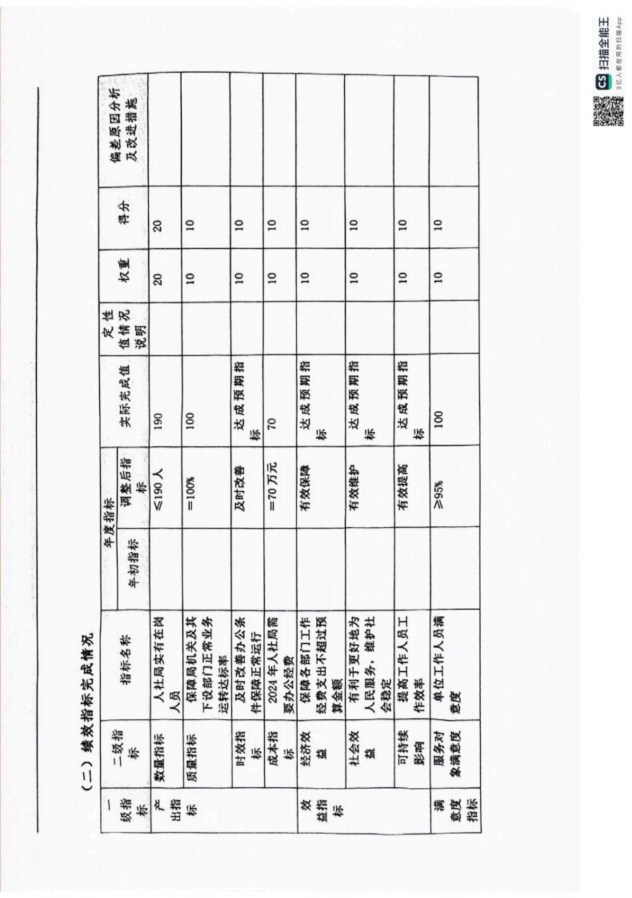 （二）绩效指标完成情况
一级指标 二级指标 指标名称 年度指标 实际完成值 定性值情况说明 权重 得分 偏差原因分析及改进措施
年初指标 调整后指标
产出指标 数量指标 人社局实有在岗人员 ≤190人 190 20 20
质量指标 保障局机关及其下设部门正常业务运转达标率 =100% 100 10 10
时效指标 及时改善办公条件保障正常运行 及时改善 达成预期指标 10 10
成本指标 2024年人社局需要办公经费 =70万元 70 10 10
效益指标 经济效益 保障各部门工作经费支出不超过预算金额 有效保障 达成预期指标 10 10
社会效益 有利于更好地为人民服务，维护社会稳定 有效维护 达成预期指标 10 10
可持续影响 提高工作人员工作效率 有效提高 达成预期指标 10 10
满意度指标 服务对象满意度 单位工作人员满意度 ≥95% 100 10 10
CS 扫描全能王
3亿人都在用的扫描App